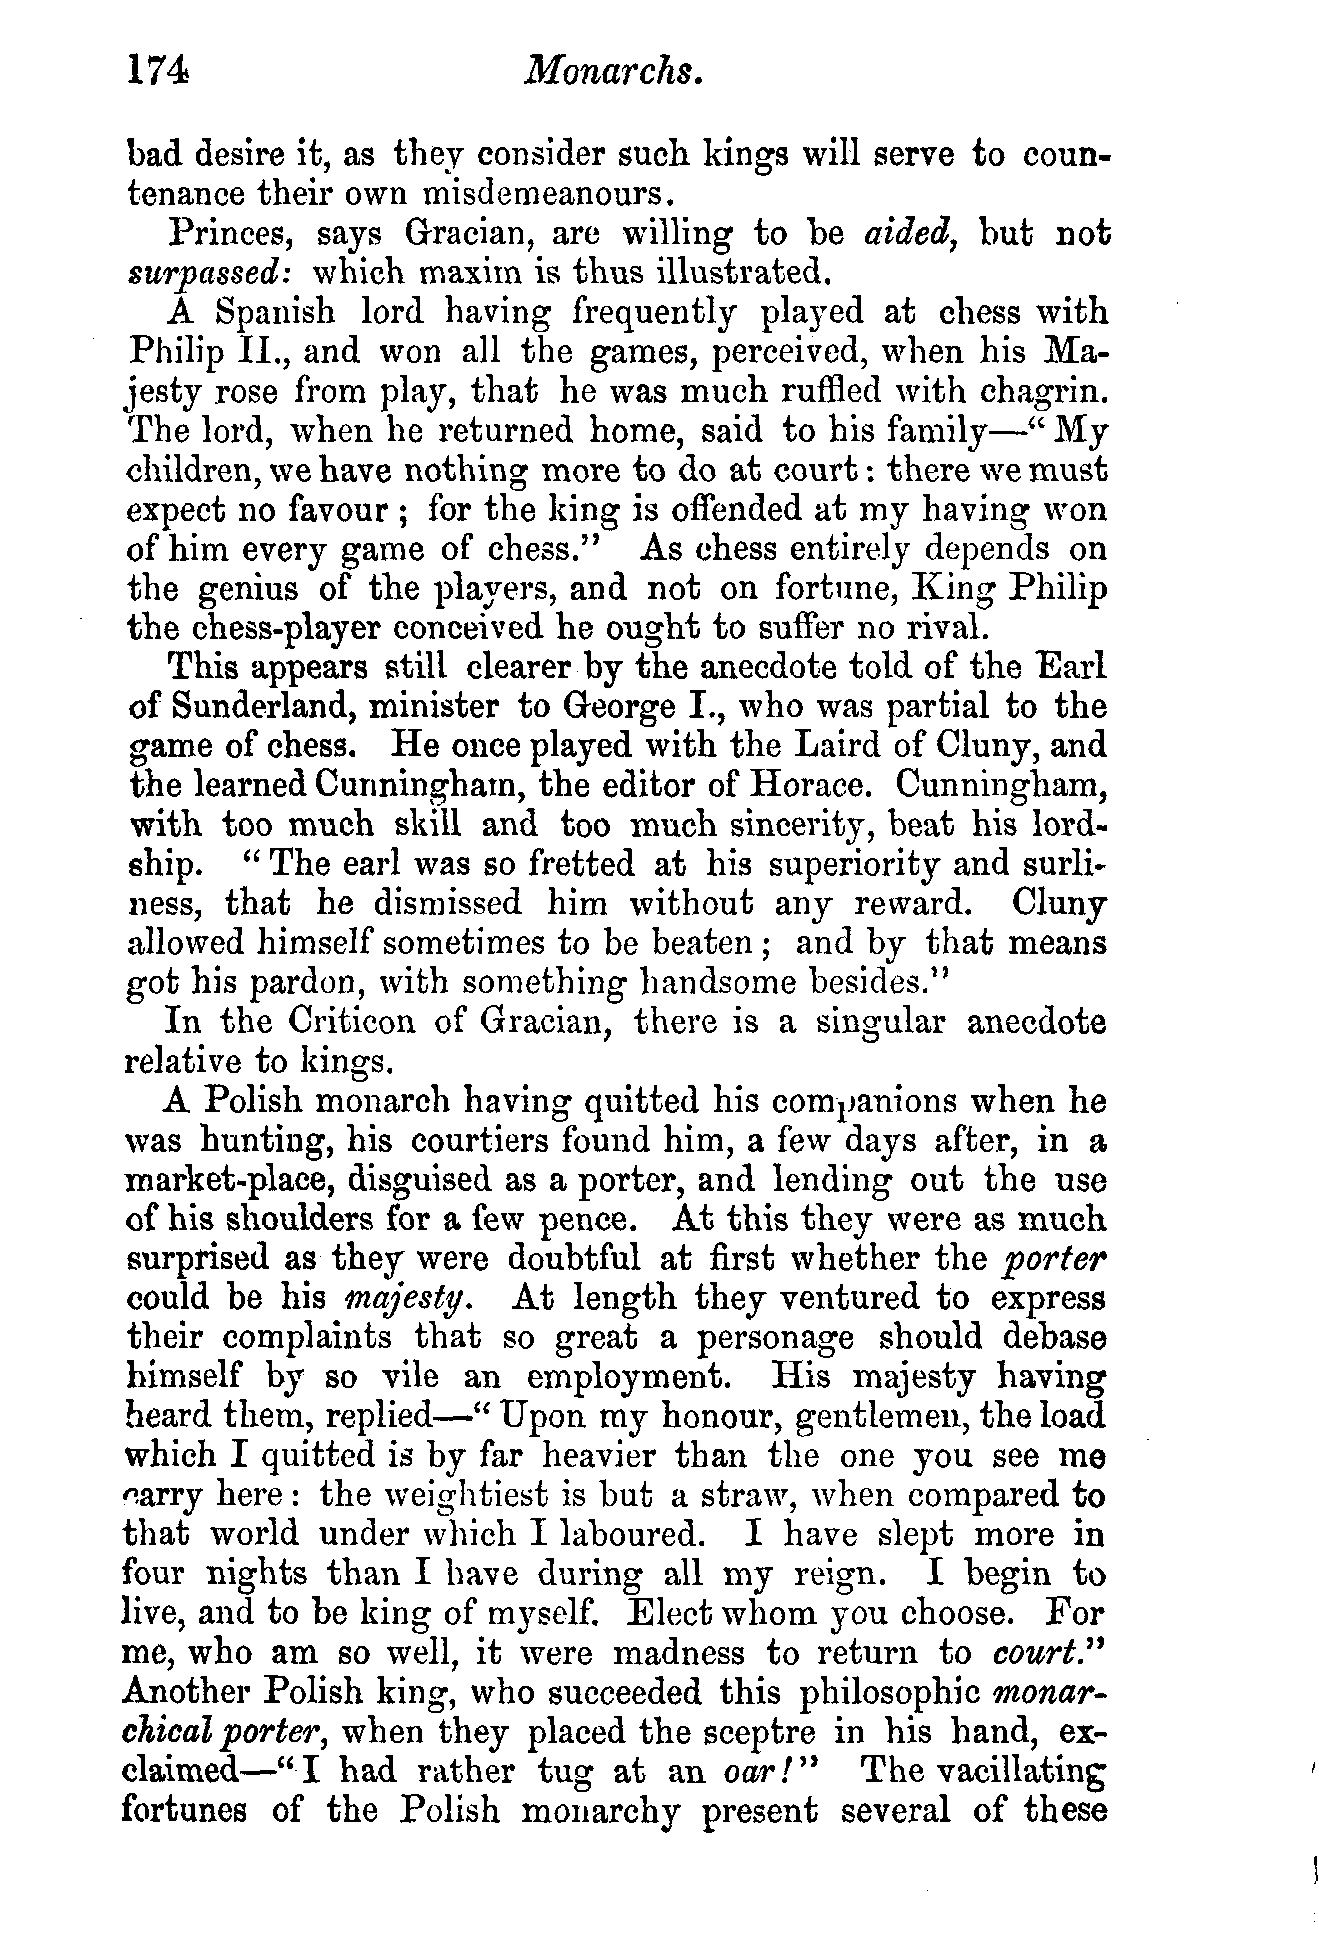 174 Monarchs.
bad desire it, as they consider such kings will serve to coun-
tenance their own misdemeanours.
Princes, says Gracian, are willing to be aided, but not
surpassed: which maxim is thus illustrated.
A Spanish lord having frequently played at chess with
Philip II., and won all the games, perceived, when his Ma-
jesty rose from play, that he was much ruffled with chagrin.
The lord, when he returned home, said to his family—“ My
children, we have nothing more to do at court : there we must
expect no favour ; for the king is offended at my having won
of him every game of chess.” As chess entirely depends on
the genius of the players, and not on fortune, King Philip
the chess-player conceived he ought to suffer no rival.
This appears still clearer by the anecdote told of the Earl
of Sunderland, minister to George I., who was partial to the
game of chess. He once played with the Laird of Cluny, and
the learned Cunningham, the editor of Horace. Cunningham,
with too much skill and too much sincerity, beat his lord-
ship. “ The earl was so fretted at his superiority and surli-
ness, that he dismissed him without any reward. Cluny
allowed himself sometimes to be beaten ; and by that means
got his pardon, with something handsome besides.”
In the Criticon of Gracian, there is a singular anecdote
relative to kings.
A Polish monarch having quitted his companions when he
was hunting, his courtiers found him, a few days after, in a
market-place, disguised as a porter, and lending out the use
of his shoulders for a few pence. At this they were as much
surprised as they were doubtful at first whether the porter
could be his majesty. At length they ventured to express
their complaints that so great a personage should debase
himself by so vile an employment. His majesty having
heard them, replied—“ Upon my honour, gentlemen, the load
which I quitted is by far heavier than the one you see me
carry here : the weightiest is but a straw, when compared to
that world under which I laboured. I have slept more in
four nights than I have during all my reign. I begin to
live, and to be king of myself. Elect whom you choose. For
me, who am so well, it were madness to return to court.”
Another Polish king, who succeeded this philosophic monar-
chical porter, when they placed the sceptre in his hand, ex-
claimed—“ I had rather tug at an oar!” The vacillating
fortunes of the Polish monarchy present several of these